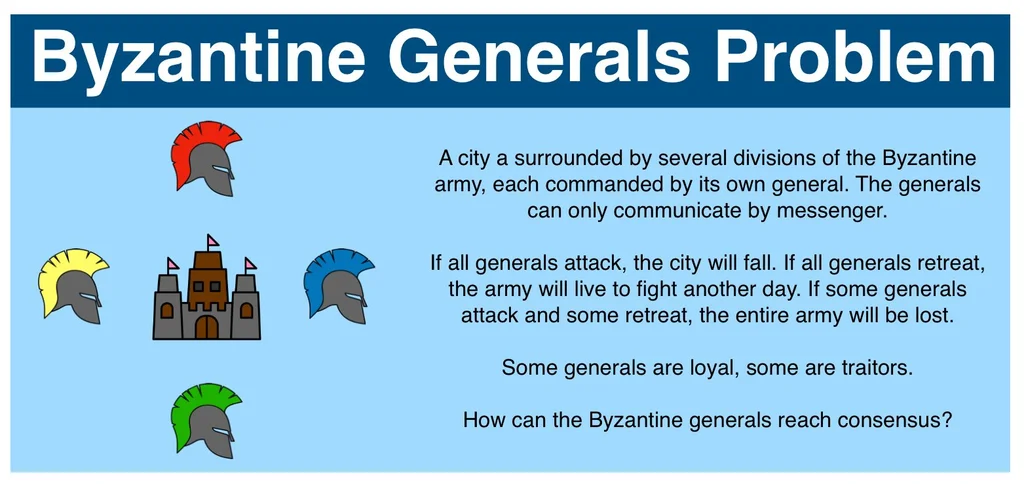 Byzantine Generals Problem
A city a surrounded by several divisions of the Byzantine
army, each commanded by its own general. The generals
can only communicate by messenger.
If all generals attack, the city will fall. If all generals retreat,
the army will live to fight another day. If some generals
attack and some retreat, the entire army will be lost.
Some generals are loyal, some are traitors.
How can the Byzantine generals reach consensus?